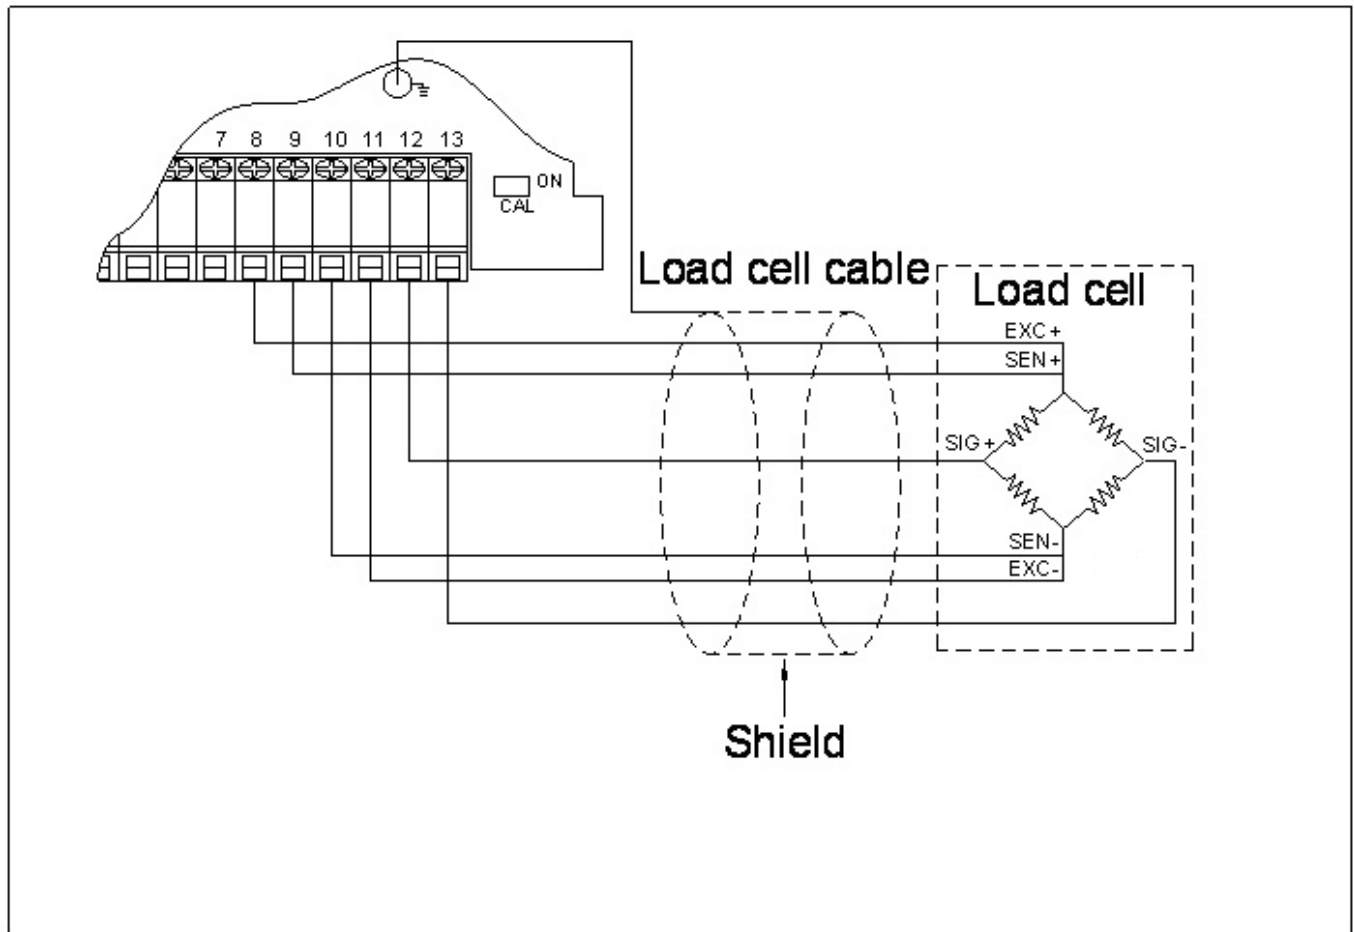 7 8 9 10 11 12 13
ON
CAL
Load cell cable
Load cell
EXC+
SEN+
SIG+
SIG-
SEN-
EXC-
Shield